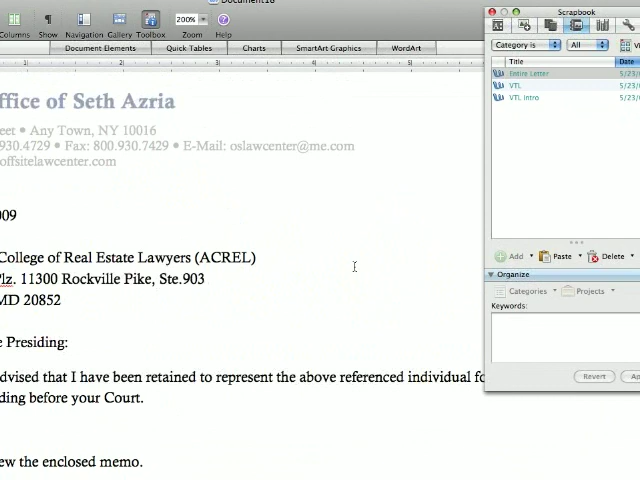 Document18
Scrapbook
200%
Columns Show Navigation Gallery Toolbox Zoom Help
Category is All
Document Elements Quick Tables Charts SmartArt Graphics WordArt
Title Date
Entire Letter 5/23/
VTL 5/23/
VTL Intro 5/23/
ffice of Seth Azria
eet • Any Town, NY 10016
930.4729 • Fax: 800.930.7429 • E-Mail: oslawcenter@me.com
offsitelawcenter.com
009
College of Real Estate Lawyers (ACREL)
Plz. 11300 Rockville Pike, Ste.903
MD 20852
e Presiding:
dvised that I have been retained to represent the above referenced individual fo
ding before your Court.
ew the enclosed memo.
Add Paste Delete
Organize
Categories Projects
Keywords:
Revert Ap